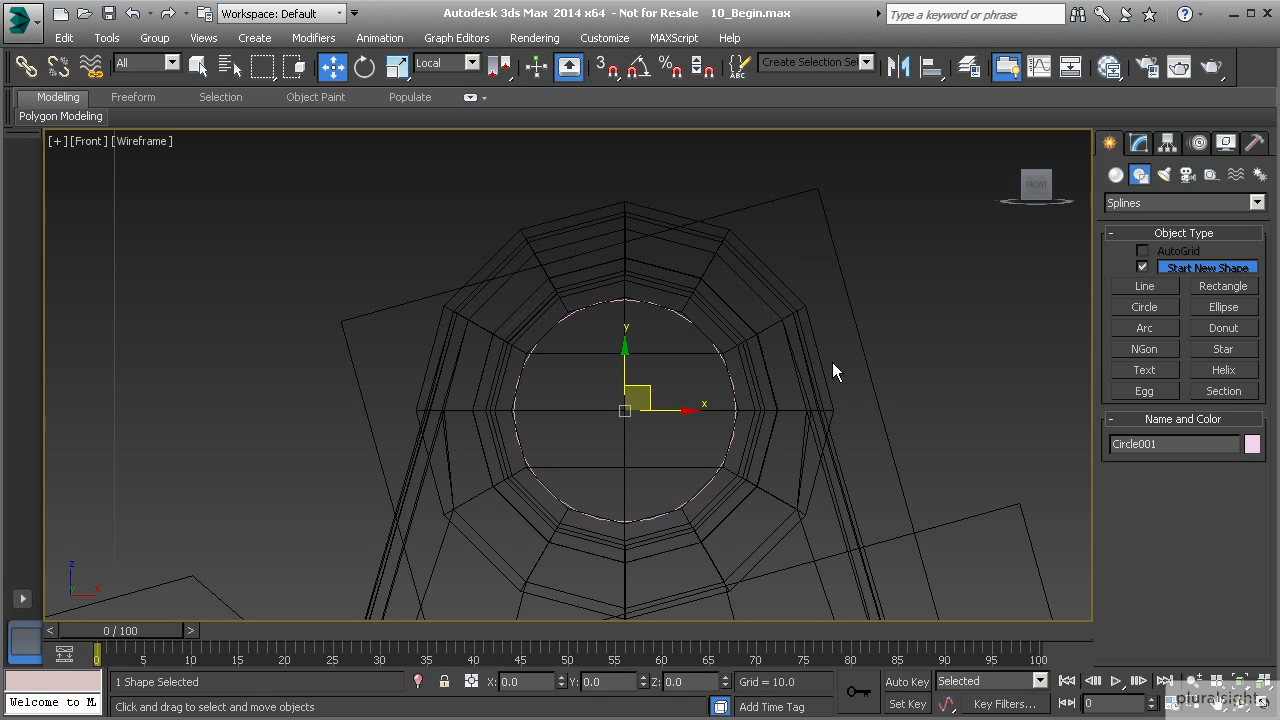 Workspace: Default
Autodesk 3ds Max 2014 x64 - Not for Resale 10_Begin.max
Type a keyword or phrase
Edit Tools Group Views Create Modifiers Animation Graph Editors Rendering Customize MAXScript Help
All
Local
3
Create Selection Se
Modeling Freeform Selection Object Paint Populate
Polygon Modeling
[+] [Front ] [Wireframe ]
FRONT
Splines
- Object Type
AutoGrid
Start New Shape
Line Rectangle
Circle Ellipse
Arc Donut
NGon Star
Text Helix
Egg Section
- Name and Color
Circle001
y
x
z
x
< 0 / 100 >
0 5 10 15 20 25 30 35 40 45 50 55 60 65 70 75 80 85 90 95 100
1 Shape Selected X: 0.0 Y: 0.0 Z: 0.0 Grid = 10.0 Auto Key Selected
Welcome to M Click and drag to select and move objects Add Time Tag Set Key Key Filters... 0
pluralsight